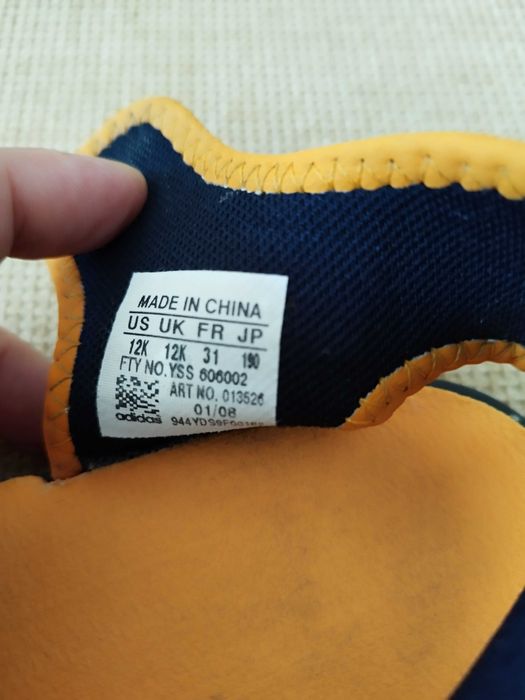 MADE IN CHINA
US UK FR JP
12K 12K 31 190
FTY NO. YSS 606002
ART NO. 013526
01/08
adidas